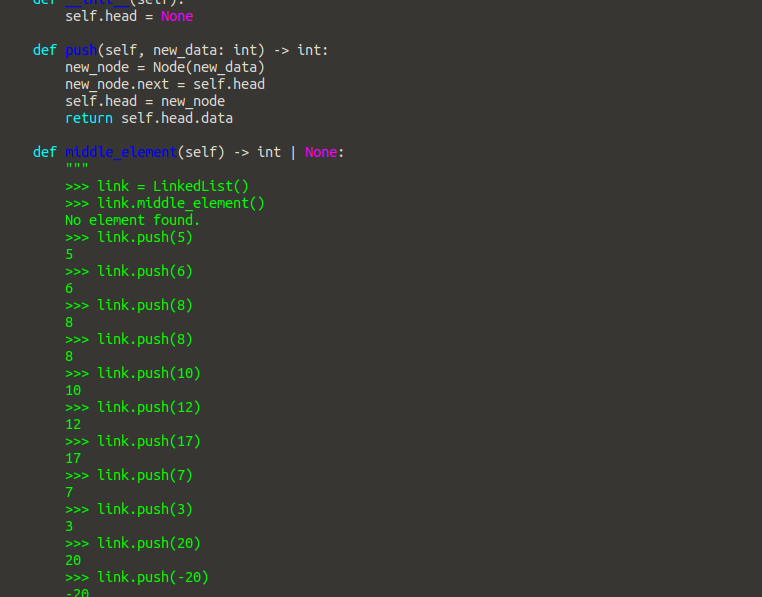 def __init__(self):
    self.head = None

def push(self, new_data: int) -> int:
    new_node = Node(new_data)
    new_node.next = self.head
    self.head = new_node
    return self.head.data

def middle_element(self) -> int | None:
    """
    >>> link = LinkedList()
    >>> link.middle_element()
    No element found.
    >>> link.push(5)
    5
    >>> link.push(6)
    6
    >>> link.push(8)
    8
    >>> link.push(8)
    8
    >>> link.push(10)
    10
    >>> link.push(12)
    12
    >>> link.push(17)
    17
    >>> link.push(7)
    7
    >>> link.push(3)
    3
    >>> link.push(20)
    20
    >>> link.push(-20)
    -20